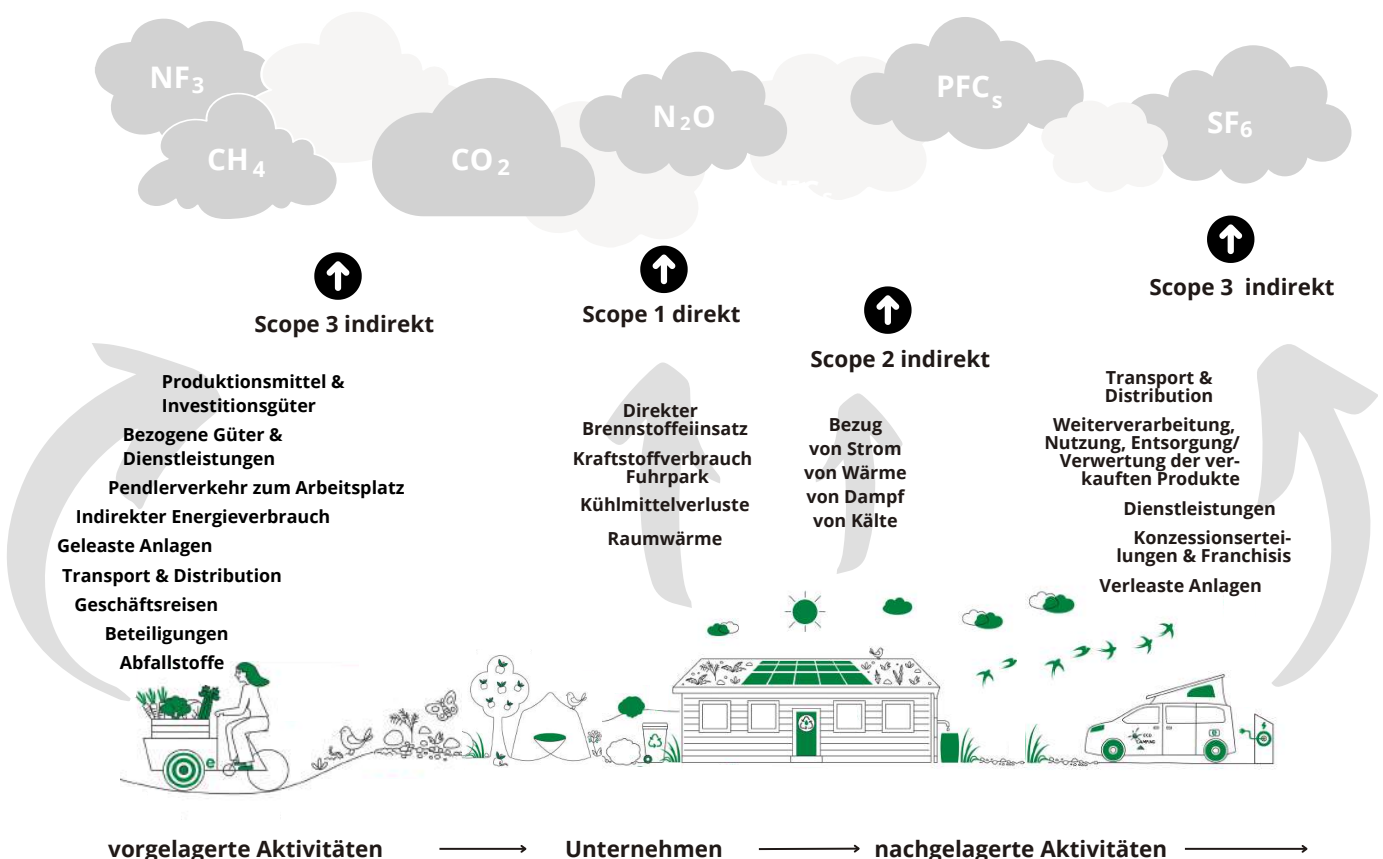 NF3
CH4
CO2
N2O
PFCs
SF6
Scope 3 indirekt
Produktionsmittel &
Investitionsgüter
Bezogene Güter &
Dienstleistungen
Pendlerverkehr zum Arbeitsplatz
Indirekter Energieverbrauch
Geleaste Anlagen
Transport & Distribution
Geschäftsreisen
Beteiligungen
Abfallstoffe
Scope 1 direkt
Direkter
Brennstoffeiinsatz
Kraftstoffverbrauch
Fuhrpark
Kühlmittelverluste
Raumwärme
Scope 2 indirekt
Bezug
von Strom
von Wärme
von Dampf
von Kälte
Scope 3 indirekt
Transport &
Distribution
Weiterverarbeitung,
Nutzung, Entsorgung/
Verwertung der ver-
kauften Produkte
Dienstleistungen
Konzessionsertei-
lungen & Franchisis
Verleaste Anlagen
e
ECO
CAMPING
vorgelagerte Aktivitäten
Unternehmen
nachgelagerte Aktivitäten